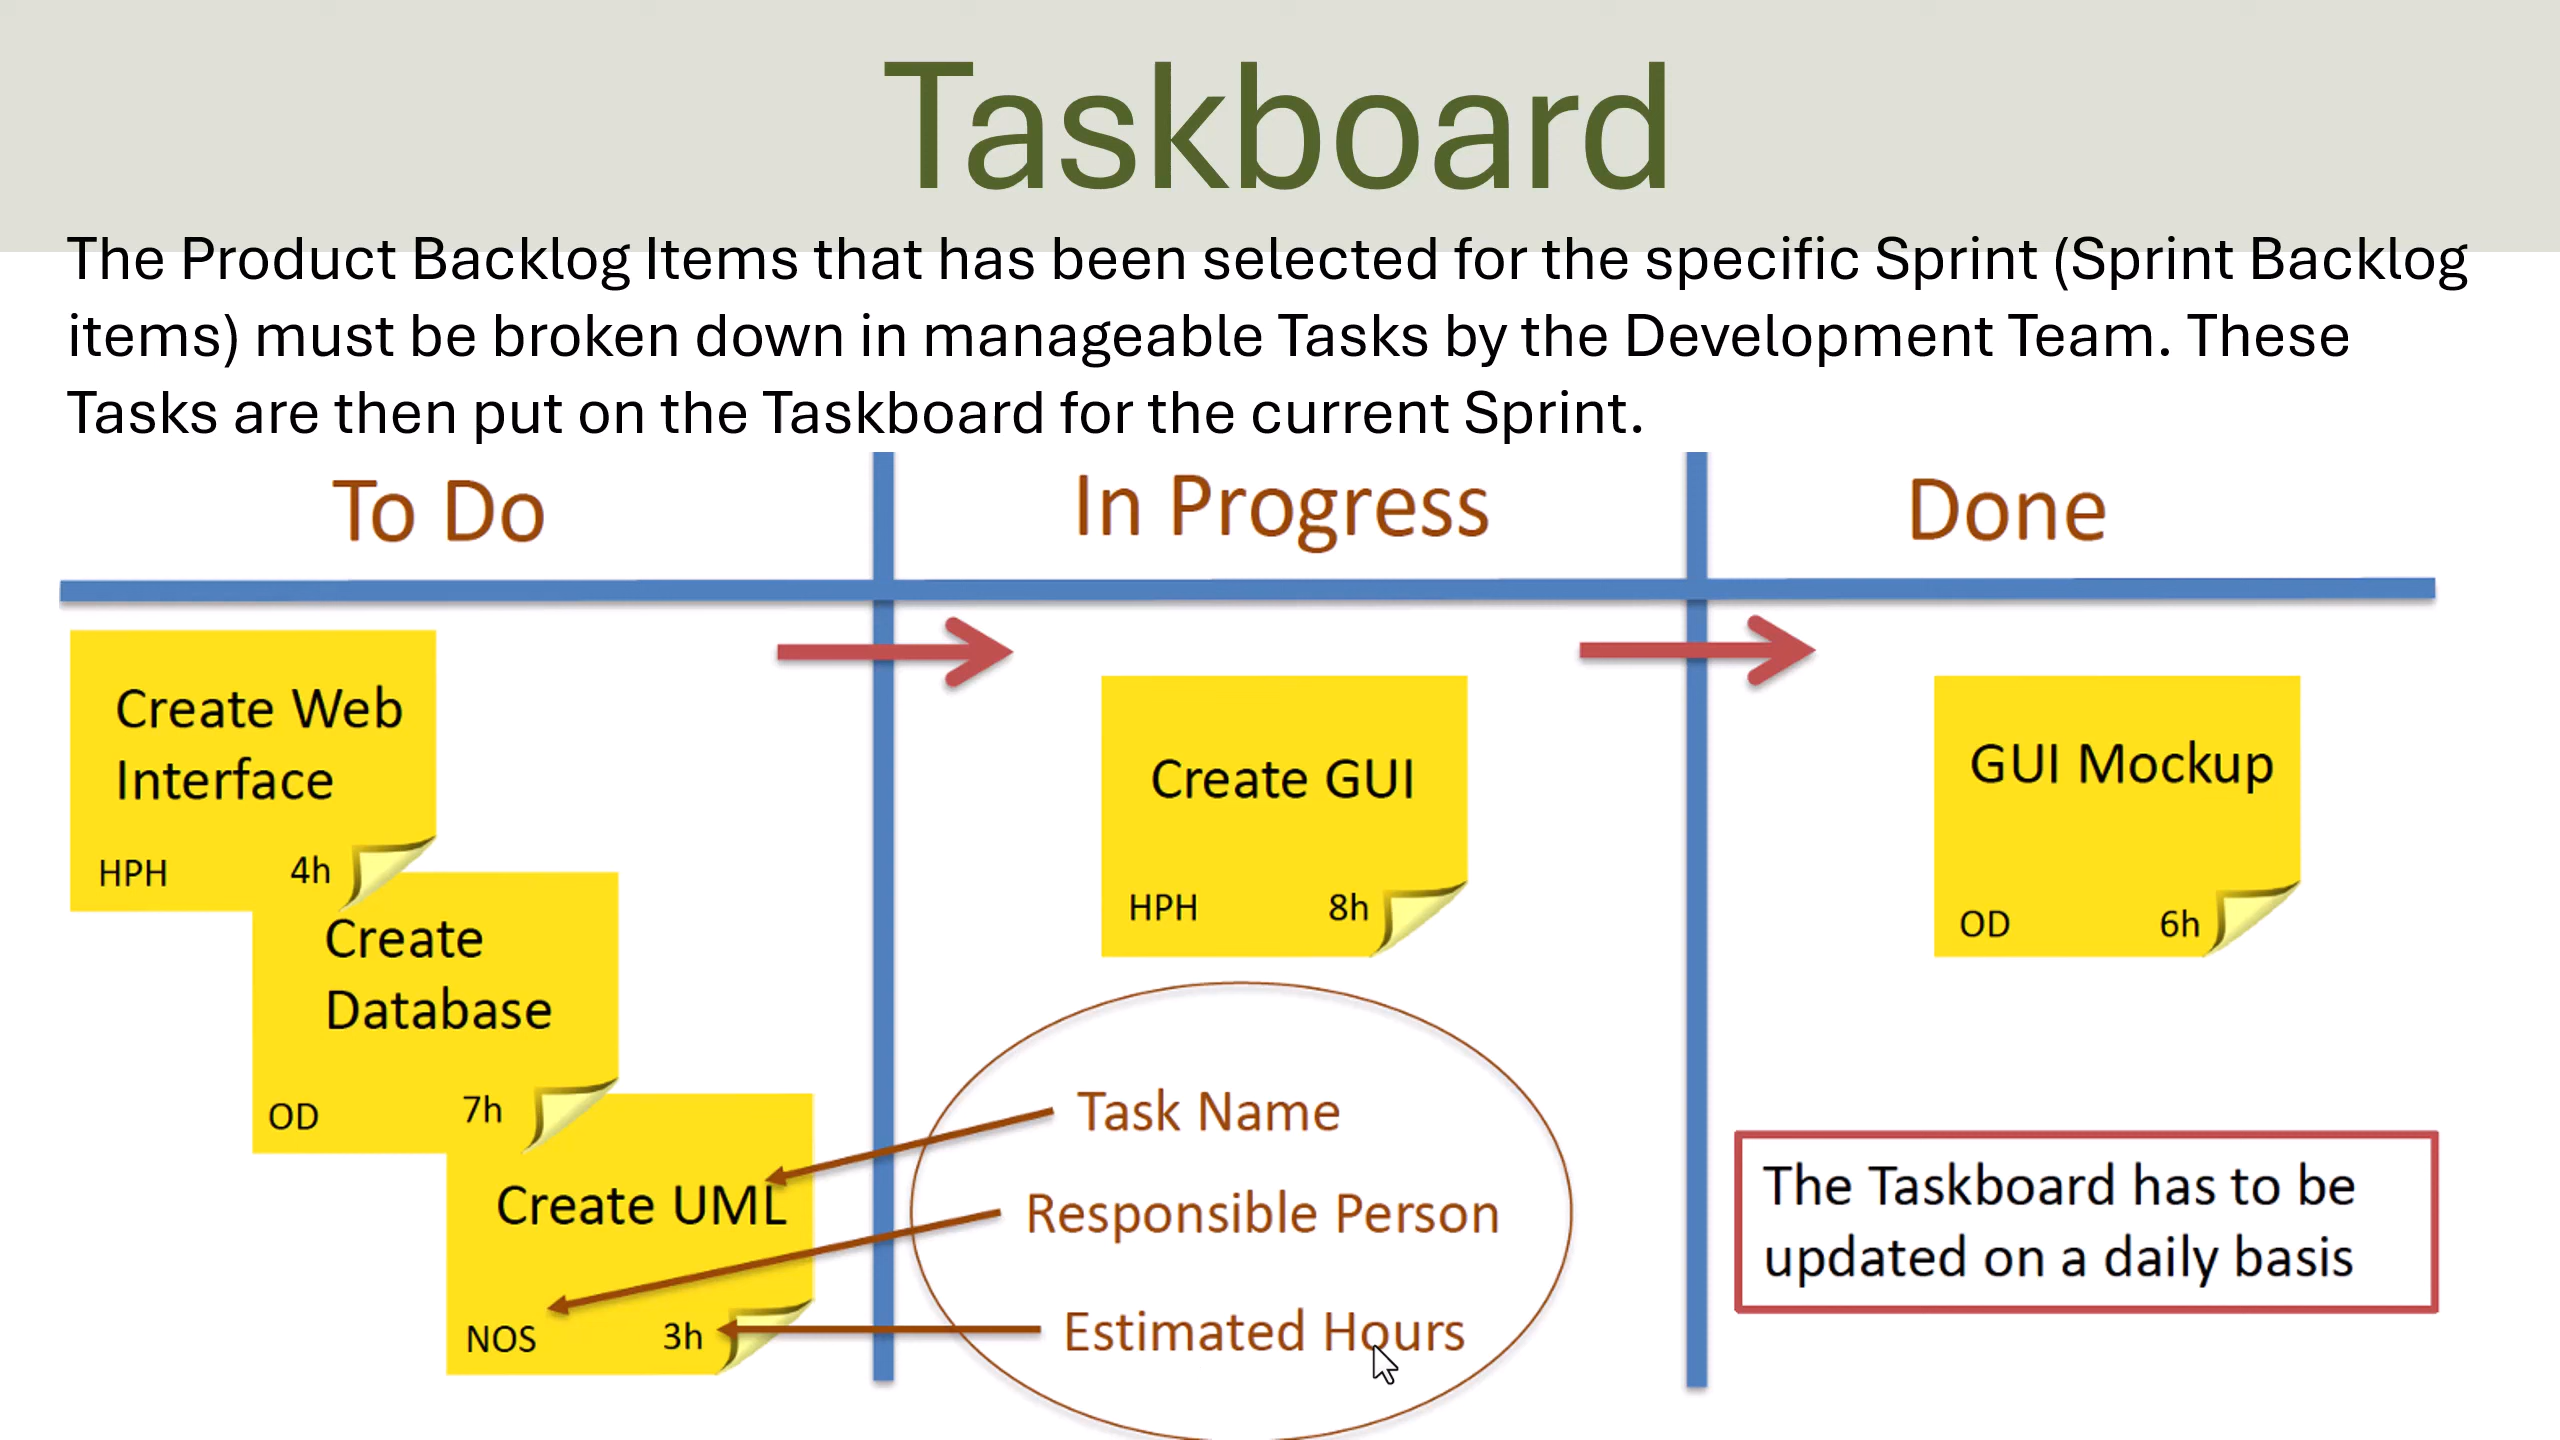 Taskboard
The Product Backlog Items that has been selected for the specific Sprint (Sprint Backlog
items) must be broken down in manageable Tasks by the Development Team. These
Tasks are then put on the Taskboard for the current Sprint.
To Do
In Progress
Done
Create Web
Interface
HPH 4h
Create
Database
OD 7h
Create UML
NOS 3h
Create GUI
HPH 8h
Task Name
Responsible Person
Estimated Hours
GUI Mockup
OD 6h
The Taskboard has to be
updated on a daily basis